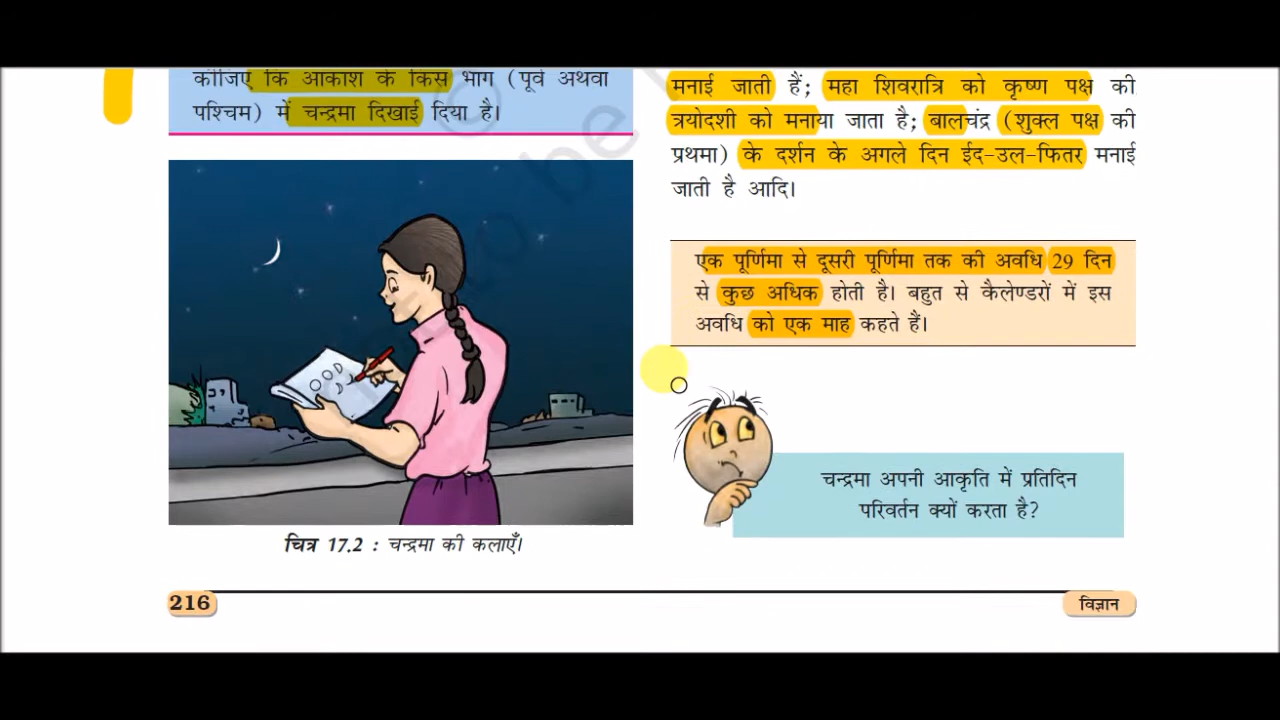 कीजिए कि आकाश के किस भाग (पूर्व अथवा
पश्चिम) में चन्द्रमा दिखाई दिया है।
चित्र 17.2 : चन्द्रमा की कलाएँ।
मनाई जाती हैं; महा शिवरात्रि को कृष्ण पक्ष की
त्रयोदशी को मनाया जाता है; बालचंद्र (शुक्ल पक्ष की
प्रथमा) के दर्शन के अगले दिन ईद-उल-फितर मनाई
जाती है आदि।
एक पूर्णिमा से दूसरी पूर्णिमा तक की अवधि 29 दिन
से कुछ अधिक होती है। बहुत से कैलेण्डरों में इस
अवधि को एक माह कहते हैं।
चन्द्रमा अपनी आकृति में प्रतिदिन
परिवर्तन क्यों करता है?
216
विज्ञान